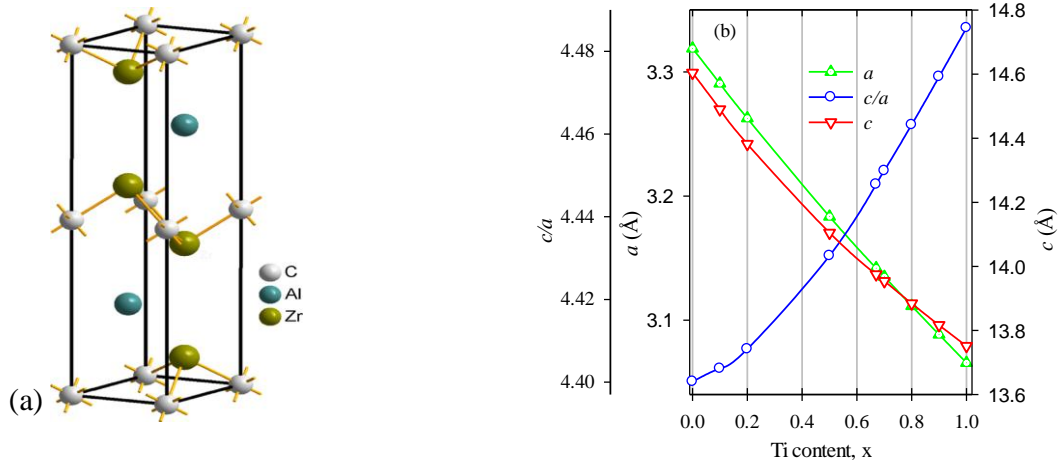 (a)
C
Al
Zr
(b)
a
c/a
c
c/a
4.48
4.46
4.44
4.42
4.40
a (Å)
3.3
3.2
3.1
c (Å)
14.8
14.6
14.4
14.2
14.0
13.8
13.6
0.0 0.2 0.4 0.6 0.8 1.0
Ti content, x